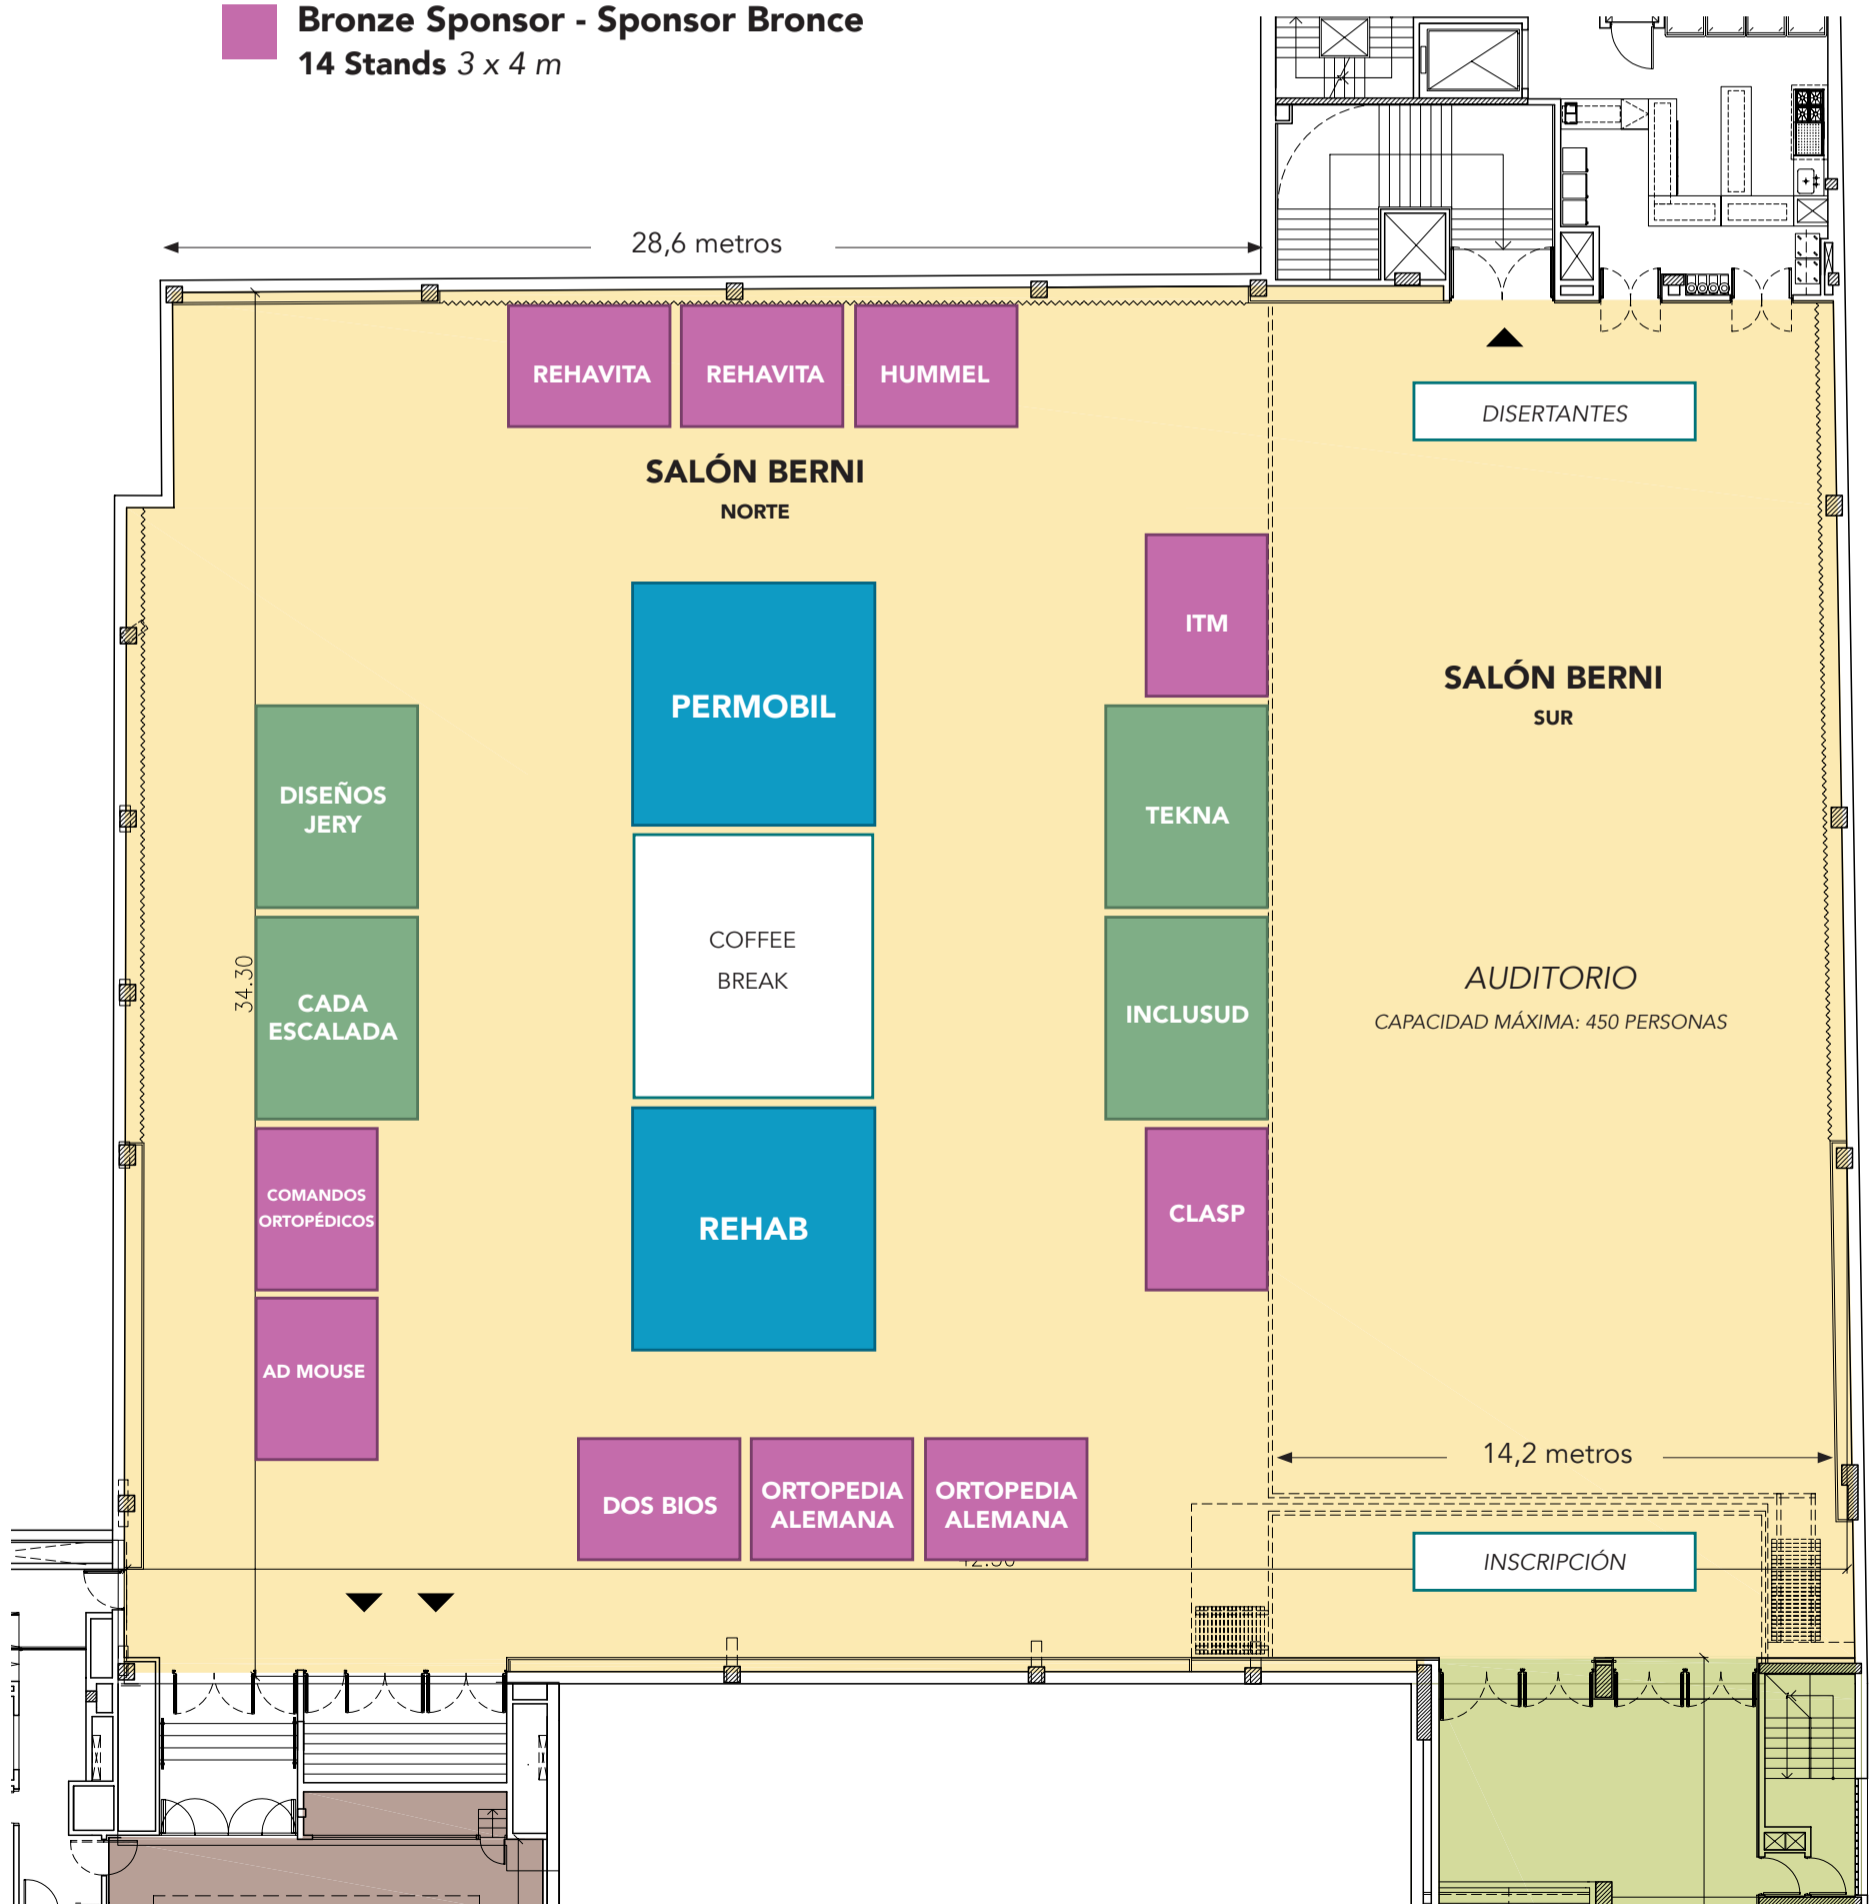 Bronze Sponsor - Sponsor Bronce
14 Stands 3 x 4 m
28,6 metros
REHAVITA
REHAVITA
HUMMEL
DISERTANTES
SALÓN BERNI
NORTE
ITM
PERMOBIL
SALÓN BERNI
SUR
DISEÑOS
JERY
TEKNA
COFFEE
BREAK
34.30
CADA
ESCALADA
INCLUSUD
AUDITORIO
CAPACIDAD MÁXIMA: 450 PERSONAS
COMANDOS
ORTOPÉDICOS
REHAB
CLASP
AD MOUSE
14,2 metros
DOS BIOS
ORTOPEDIA
ALEMANA
ORTOPEDIA
ALEMANA
INSCRIPCIÓN